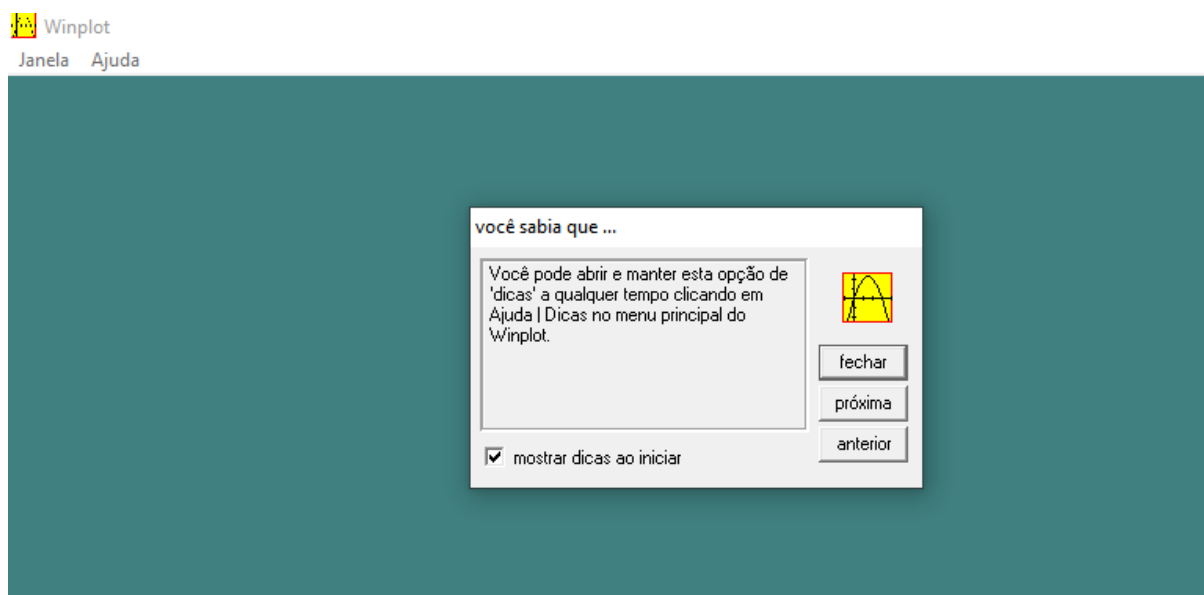 Winplot
Janela Ajuda
você sabia que ...
Você pode abrir e manter esta opção de
'dicas' a qualquer tempo clicando em
Ajuda | Dicas no menu principal do
Winplot.
fechar
próxima
anterior
mostrar dicas ao iniciar